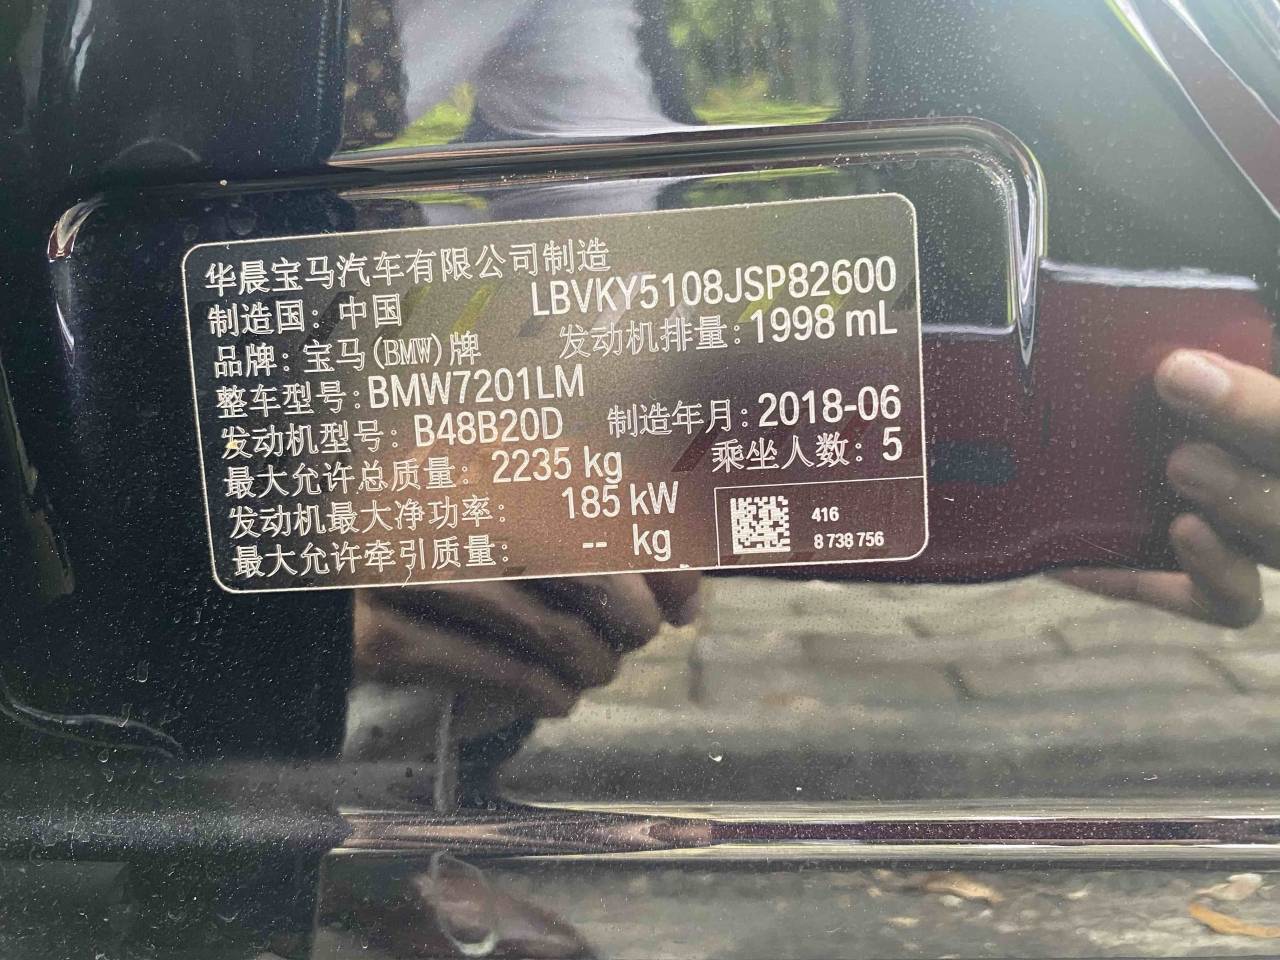 华晨宝马汽车有限公司制造
制造国: 中国 LBVKY5108JSP82600
品牌: 宝马(BMW)牌 发动机排量: 1998 mL
整车型号: BMW7201LM
发动机型号: B48B20D 制造年月: 2018-06
最大允许总质量: 2235 kg 乘坐人数: 5
发动机最大净功率: 185 kW
最大允许牵引质量: -- kg
416
8 738 756